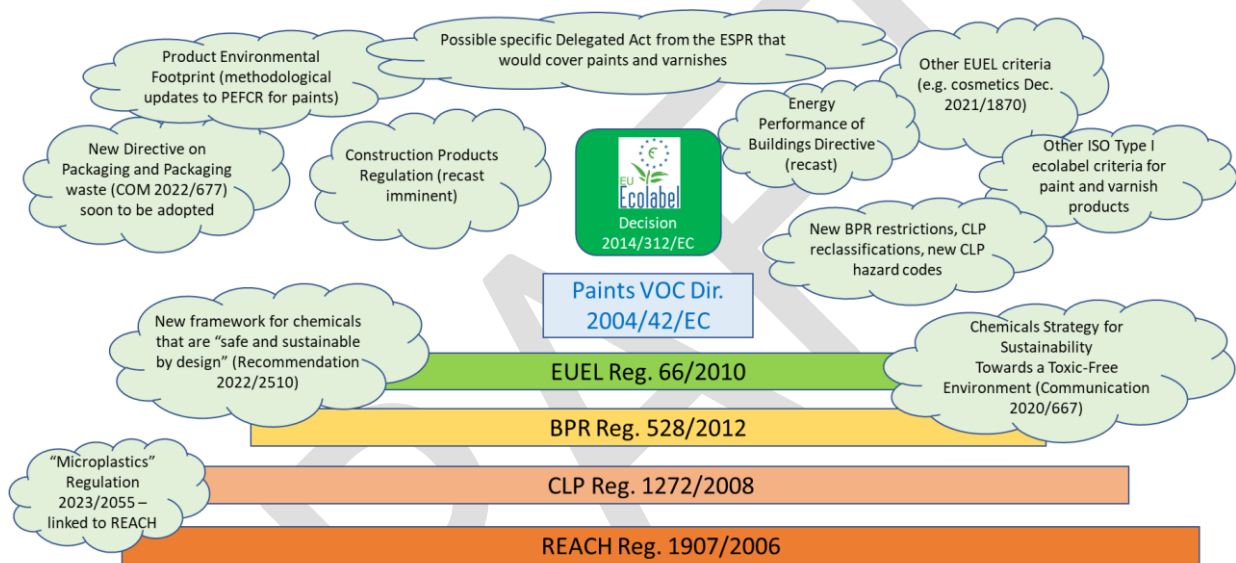 Possible specific Delegated Act from the ESPR that
would cover paints and varnishes
Product Environmental
Footprint (methodological
updates to PEFCR for paints)
Other EUEL criteria
(e.g. cosmetics Dec.
2021/1870)
New Directive on
Packaging and Packaging
waste (COM 2022/677)
soon to be adopted
Construction Products
Regulation (recast
imminent)
EU
Ecolabel
Decision
2014/312/EC
Energy
Performance of
Buildings Directive
(recast)
Other ISO Type I
ecolabel criteria for
paint and varnish
products
New BPR restrictions, CLP
reclassifications, new CLP
hazard codes
Paints VOC Dir.
2004/42/EC
New framework for chemicals
that are “safe and sustainable
by design” (Recommendation
2022/2510)
Chemicals Strategy for
Sustainability
Towards a Toxic-Free
Environment (Communication
2020/667)
EUEL Reg. 66/2010
BPR Reg. 528/2012
“Microplastics”
Regulation
2023/2055 –
linked to REACH
CLP Reg. 1272/2008
REACH Reg. 1907/2006
DRAFT